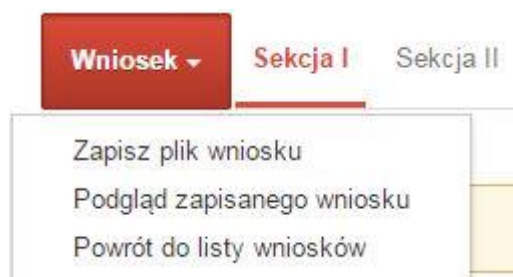 Wniosek Sekcja I Sekcja II
Zapisz plik wniosku
Podgląd zapisanego wniosku
Powrót do listy wniosków